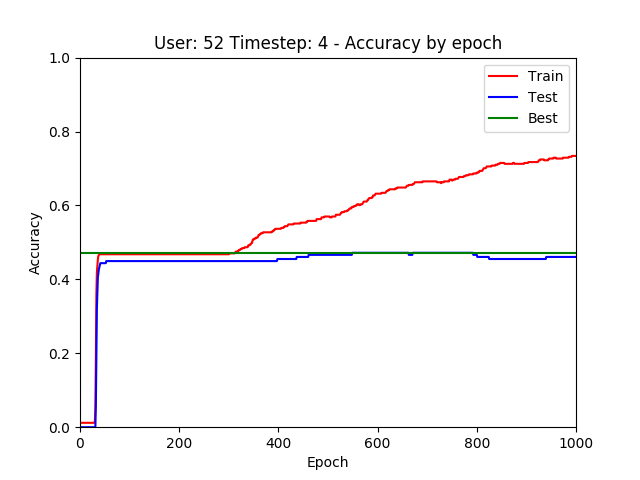 User: 52 Timestep: 4 - Accuracy by epoch
Train
Test
Best
1.0
0.8
0.6
0.4
0.2
0.0
Accuracy
0 200 400 600 800 1000
Epoch